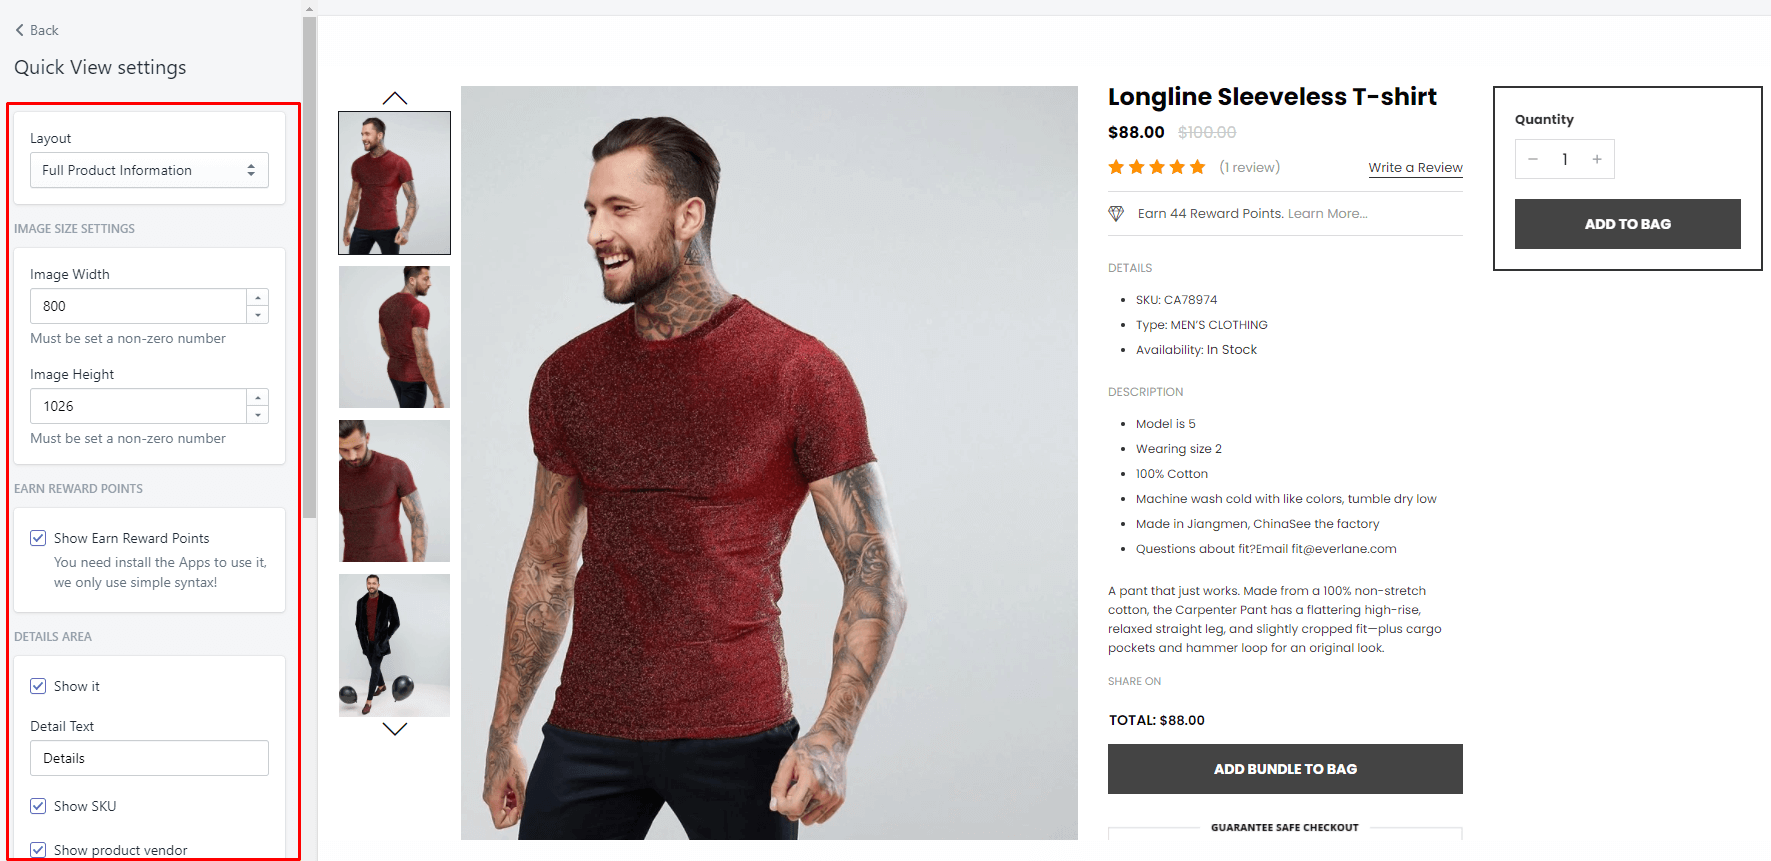 Back
Quick View settings
Layout
Full Product Information
IMAGE SIZE SETTINGS
Image Width
800
Must be set a non-zero number
Image Height
1026
Must be set a non-zero number
EARN REWARD POINTS
Show Earn Reward Points
You need install the Apps to use it,
we only use simple syntax!
DETAILS AREA
Show it
Detail Text
Details
Show SKU
Show product vendor
Longline Sleeveless T-shirt
$88.00 $100.00
(1 review) Write a Review
Earn 44 Reward Points. Learn More...
DETAILS
SKU: CA78974
Type: MEN'S CLOTHING
Availability: In Stock
DESCRIPTION
Model is 5
Wearing size 2
100% Cotton
Machine wash cold with like colors, tumble dry low
Made in Jiangmen, ChinaSee the factory
Questions about fit?Email fit@everlane.com
A pant that just works. Made from a 100% non-stretch
cotton, the Carpenter Pant has a flattering high-rise,
relaxed straight leg, and slightly cropped fit—plus cargo
pockets and hammer loop for an original look.
SHARE ON
TOTAL: $88.00
ADD BUNDLE TO BAG
GUARANTEE SAFE CHECKOUT
Quantity
− 1 +
ADD TO BAG